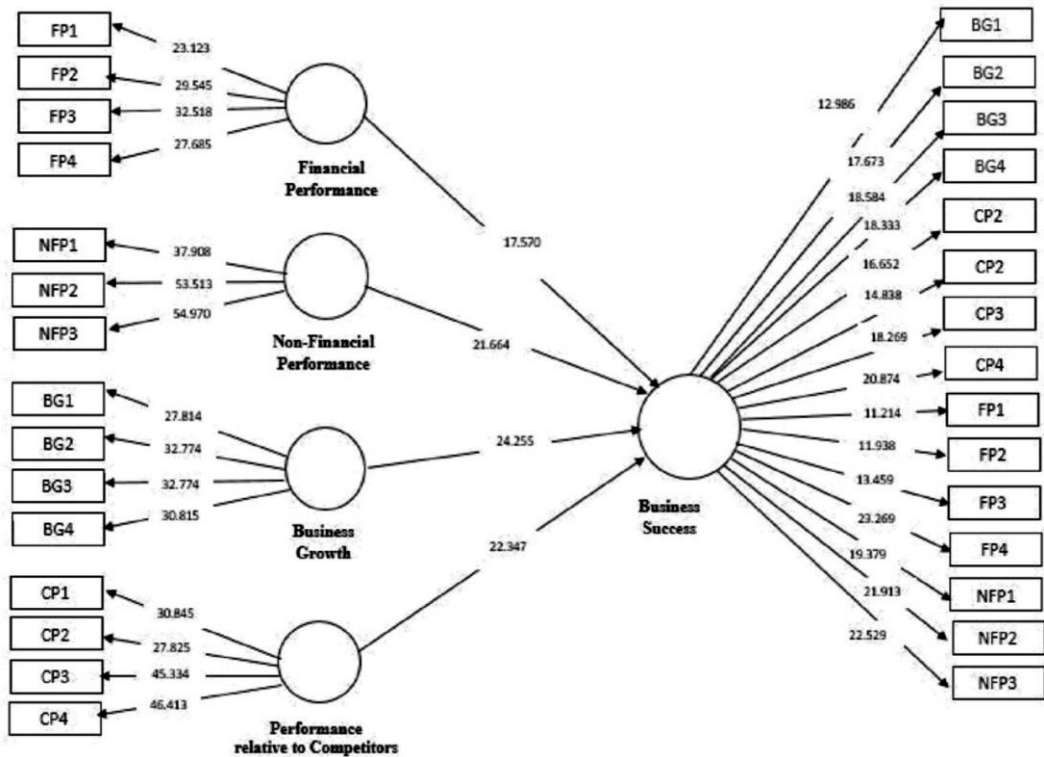 FP1
23.123
FP2
29.545
FP3
32.518
FP4
27.685
Financial
Performance
17.570
NFP1
37.908
NFP2
53.513
NFP3
54.970
Non-Financial
Performance
21.664
BG1
27.814
BG2
32.774
BG3
32.774
BG4
30.815
Business
Growth
24.255
CP1
30.845
CP2
27.825
CP3
45.334
CP4
46.413
Performance
relative to Competitors
22.347
Business
Success
BG1
12.986
BG2
17.673
BG3
18.584
BG4
18.333
CP2
16.652
CP2
14.838
CP3
18.269
CP4
20.874
FP1
11.214
FP2
11.938
FP3
13.459
FP4
23.269
NFP1
19.379
NFP2
21.913
NFP3
22.529